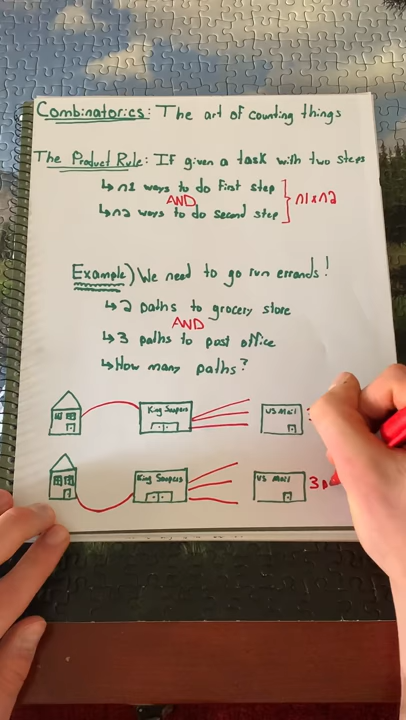 Combinatorics: The art of counting things
The Product Rule: If given a task with two steps
↳ n1 ways to do first step
AND
n1 x n2
↳ n2 ways to do second step
Example) We need to go run errands!
↳ 2 paths to grocery store
AND
↳ 3 paths to post office
↳ How many paths?
King Soopers
US Mail
King Soopers
US Mail
3